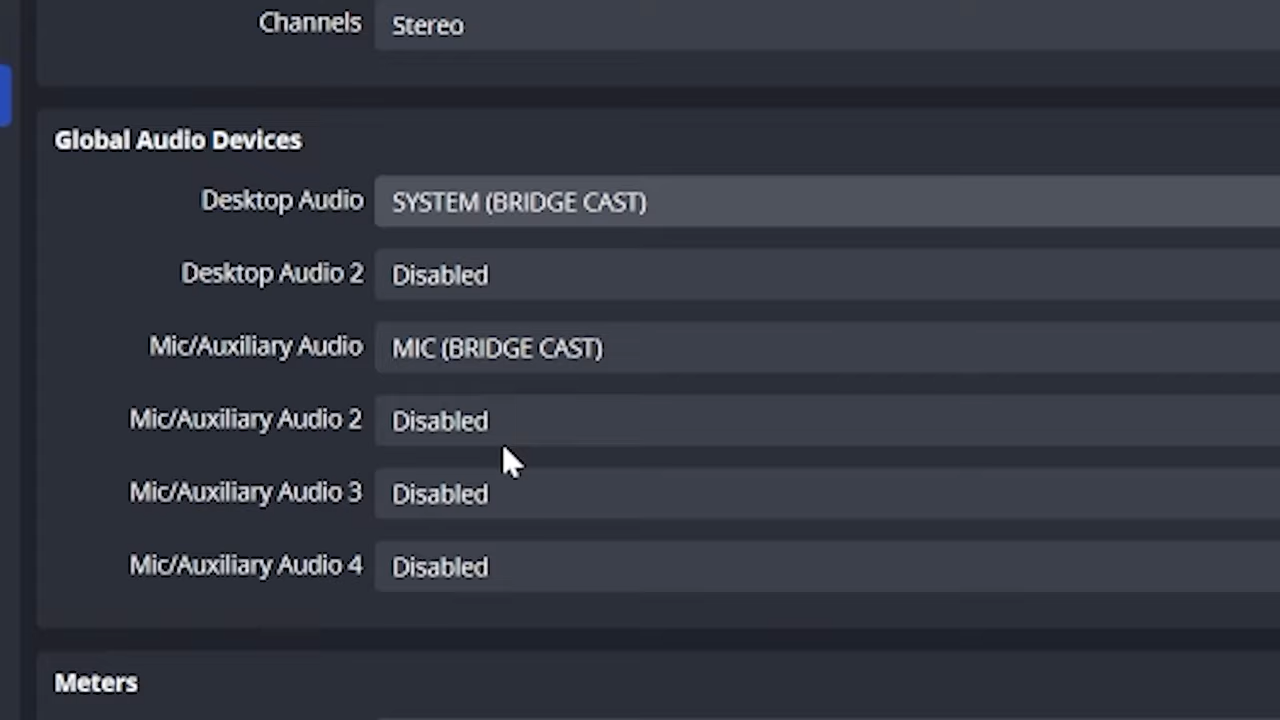 Channels Stereo
Global Audio Devices
Desktop Audio SYSTEM (BRIDGE CAST)
Desktop Audio 2 Disabled
Mic/Auxiliary Audio MIC (BRIDGE CAST)
Mic/Auxiliary Audio 2 Disabled
Mic/Auxiliary Audio 3 Disabled
Mic/Auxiliary Audio 4 Disabled
Meters